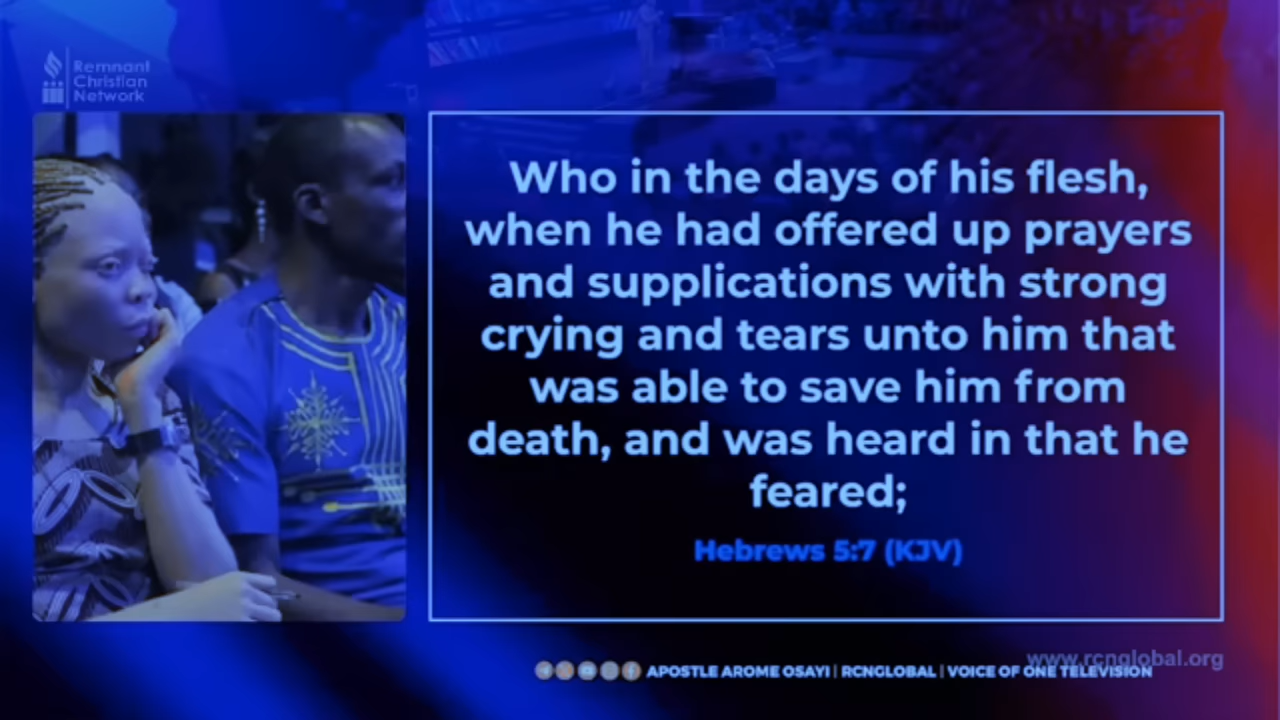 Remnant
Christian
Network
Who in the days of his flesh,
when he had offered up prayers
and supplications with strong
crying and tears unto him that
was able to save him from
death, and was heard in that he
feared;
Hebrews 5:7 (KJV)
www.rcnglobal.org
APOSTLE AROME OSAYI | RCNGLOBAL | VOICE OF ONE TELEVISION